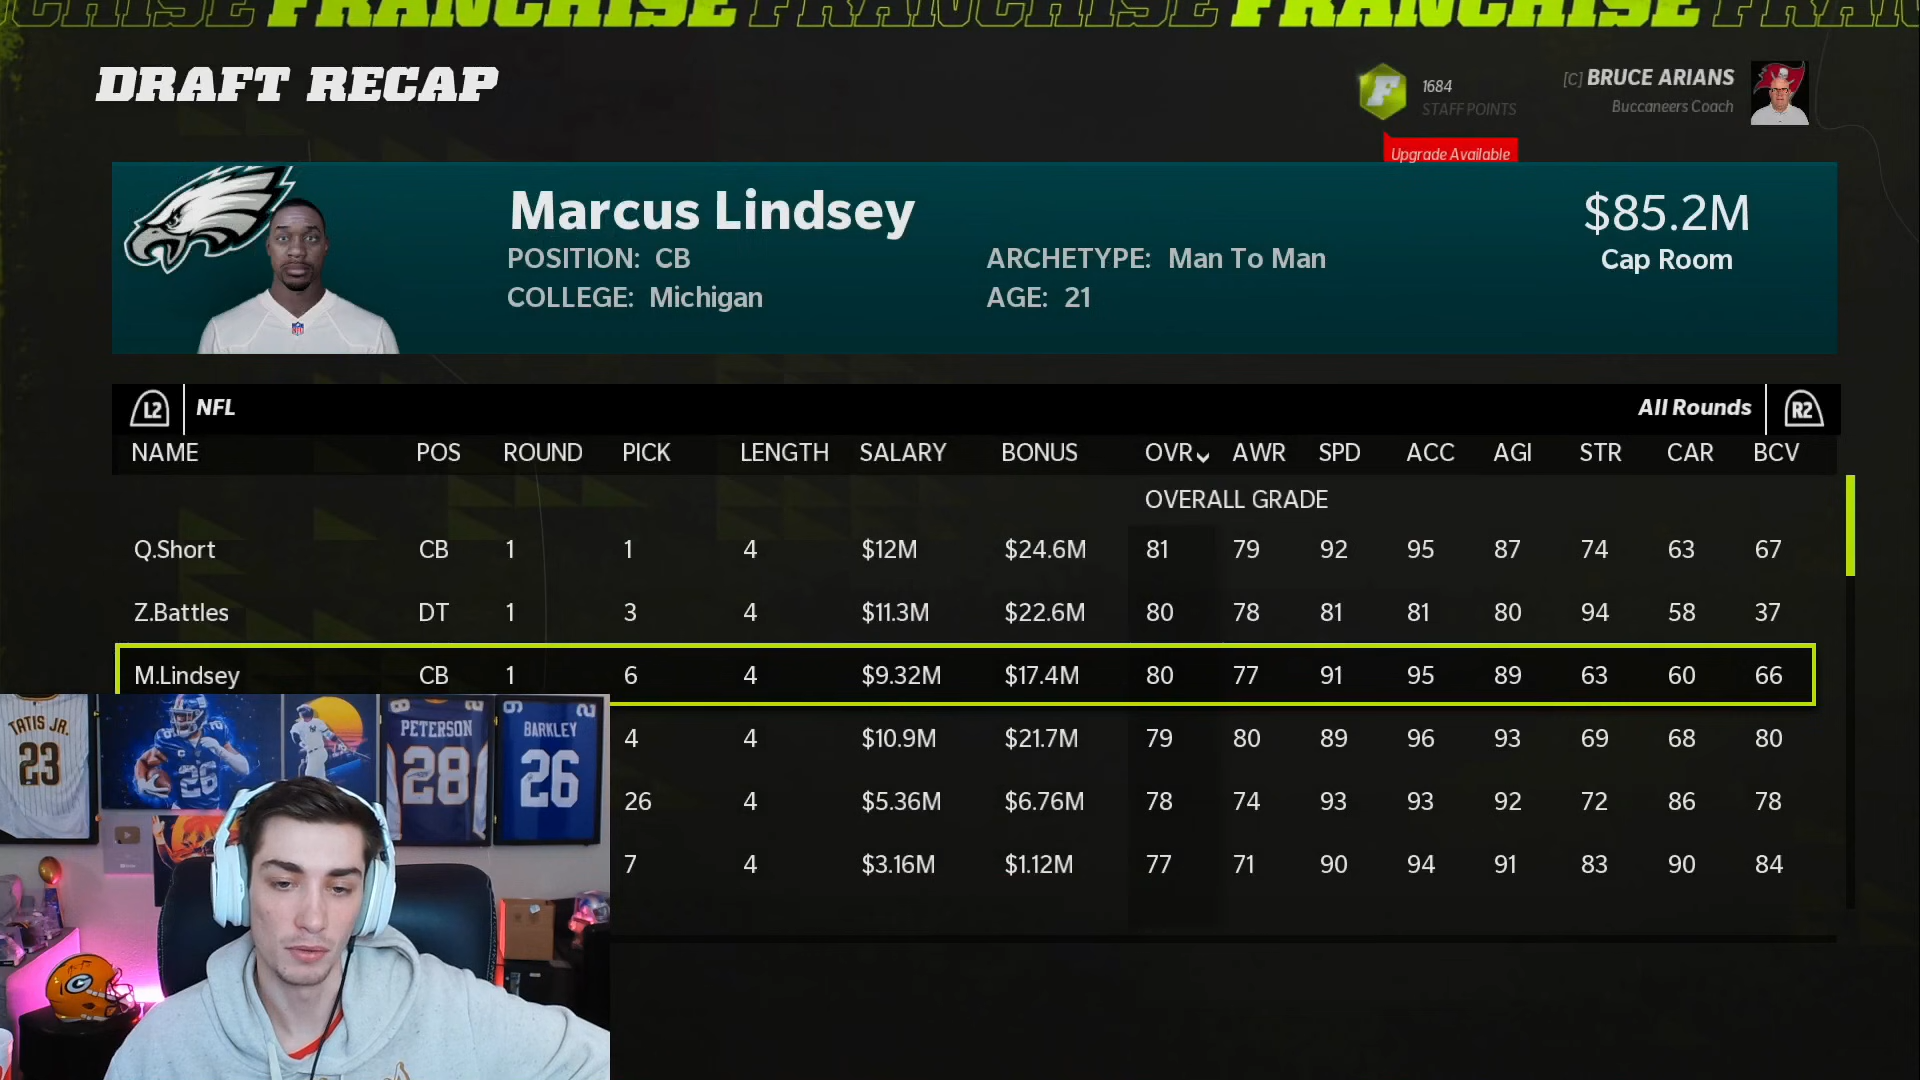 CHISE FRANCHISE FRANCHISE FRANCHISE FRAN
DRAFT RECAP
1684
STAFF POINTS
Upgrade Available
[C] BRUCE ARIANS
Buccaneers Coach
Marcus Lindsey
POSITION: CB
ARCHETYPE: Man To Man
COLLEGE: Michigan
AGE: 21
$85.2M
Cap Room
L2 NFL All Rounds R2
NAME POS ROUND PICK LENGTH SALARY BONUS OVR AWR SPD ACC AGI STR CAR BCV
OVERALL GRADE
Q.Short CB 1 1 4 $12M $24.6M 81 79 92 95 87 74 63 67
Z.Battles DT 1 3 4 $11.3M $22.6M 80 78 81 81 80 94 58 37
M.Lindsey CB 1 6 4 $9.32M $17.4M 80 77 91 95 89 63 60 66
4 4 $10.9M $21.7M 79 80 89 96 93 69 68 80
26 4 $5.36M $6.76M 78 74 93 93 92 72 86 78
7 4 $3.16M $1.12M 77 71 90 94 91 83 90 84
TATIS JR.
23
26
PETERSON
28
BARKLEY
26